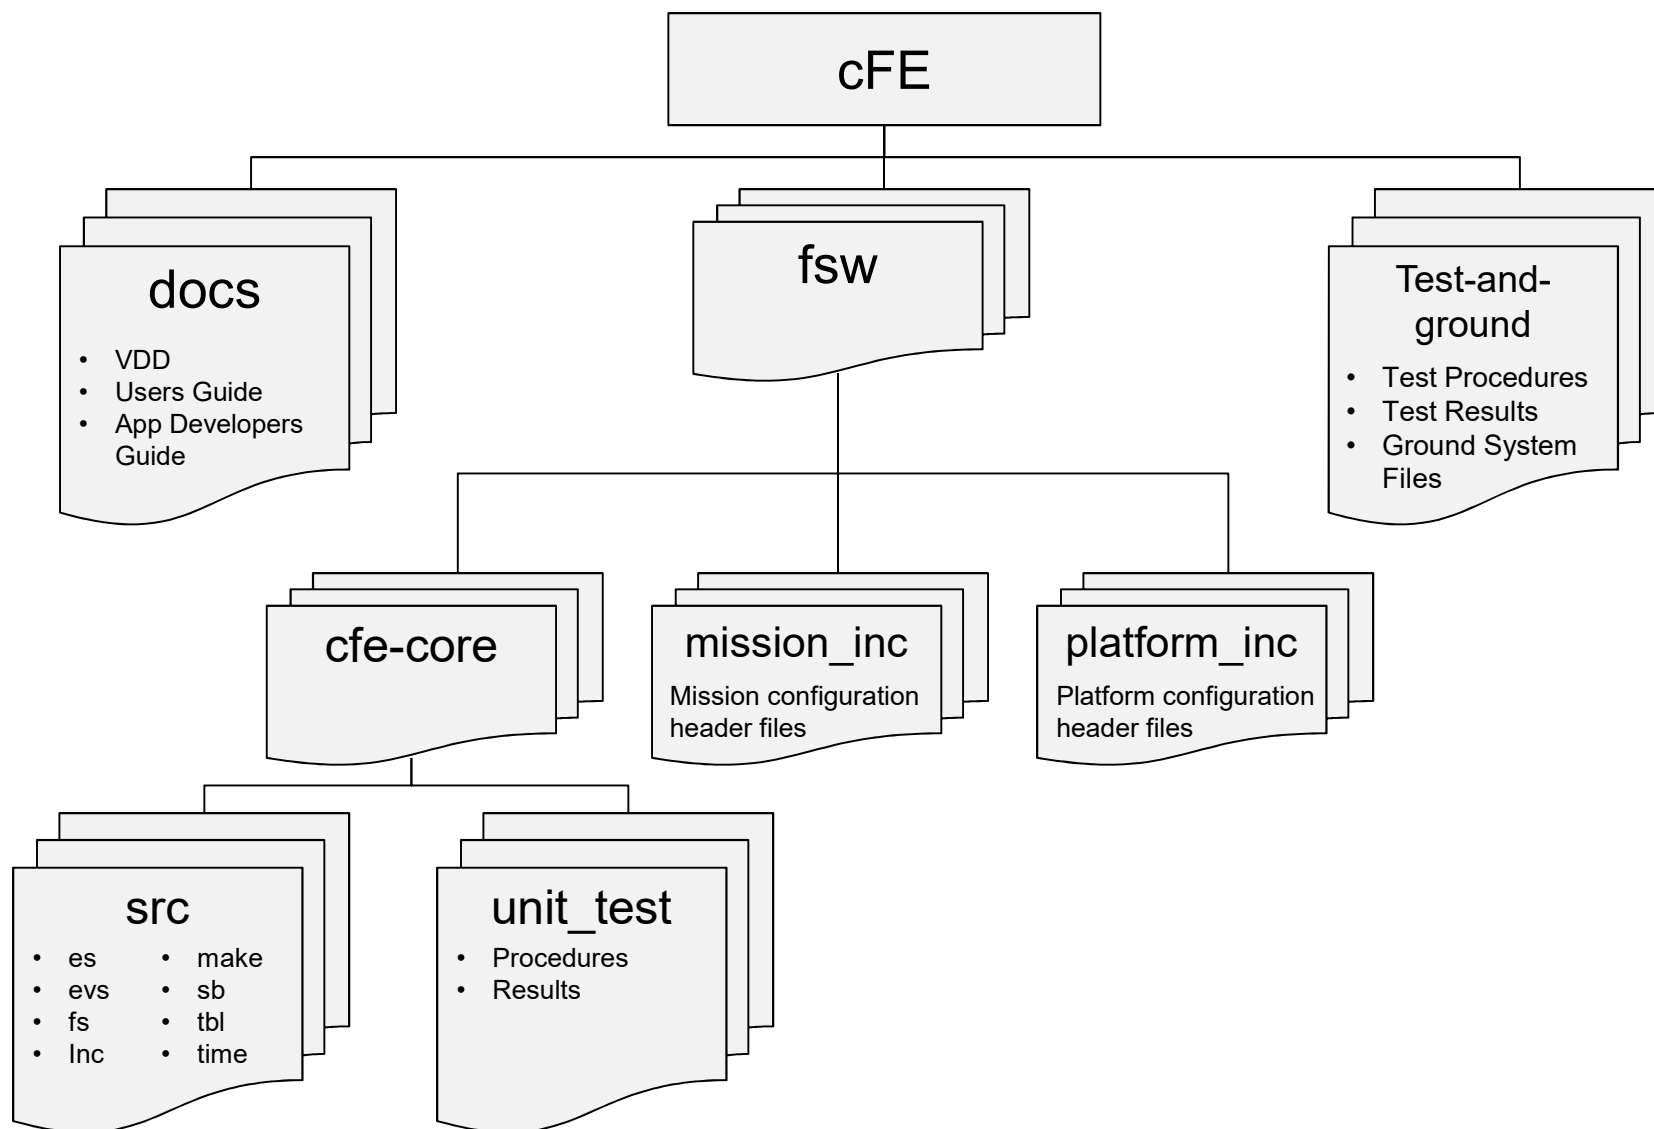 cFE
docs
• VDD
• Users Guide
• App Developers
Guide
fsw
Test-and-
ground
• Test Procedures
• Test Results
• Ground System
Files
cfe-core
mission_inc
Mission configuration
header files
platform_inc
Platform configuration
header files
src
• es
• evs
• fs
• Inc
• make
• sb
• tbl
• time
unit_test
• Procedures
• Results